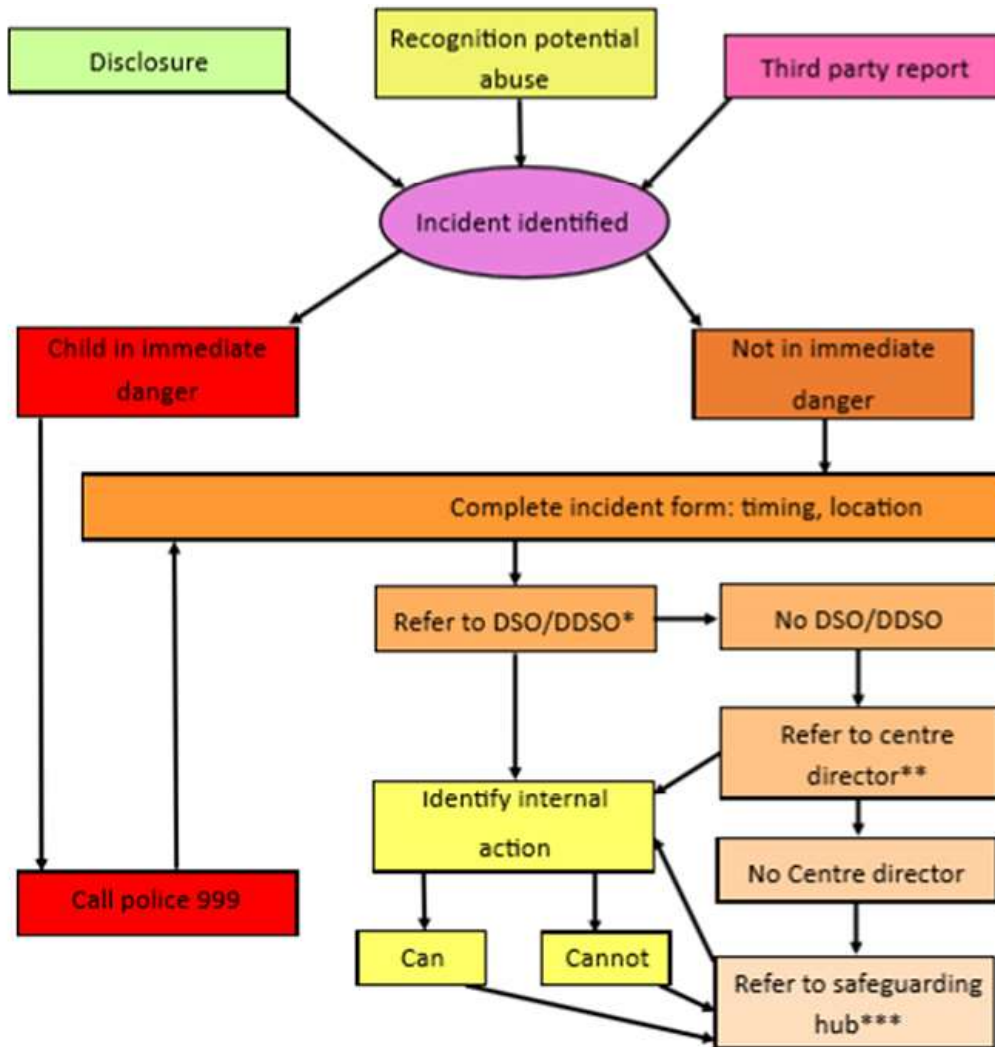 Disclosure
Recognition potential
abuse
Third party report
Incident identified
Child in immediate
danger
Not in immediate
danger
Complete incident form: timing, location
Refer to DSO/DDSO*
No DSO/DDSO
Refer to centre
director**
Identify internal
action
No Centre director
Call police 999
Can
Cannot
Refer to safeguarding
hub***